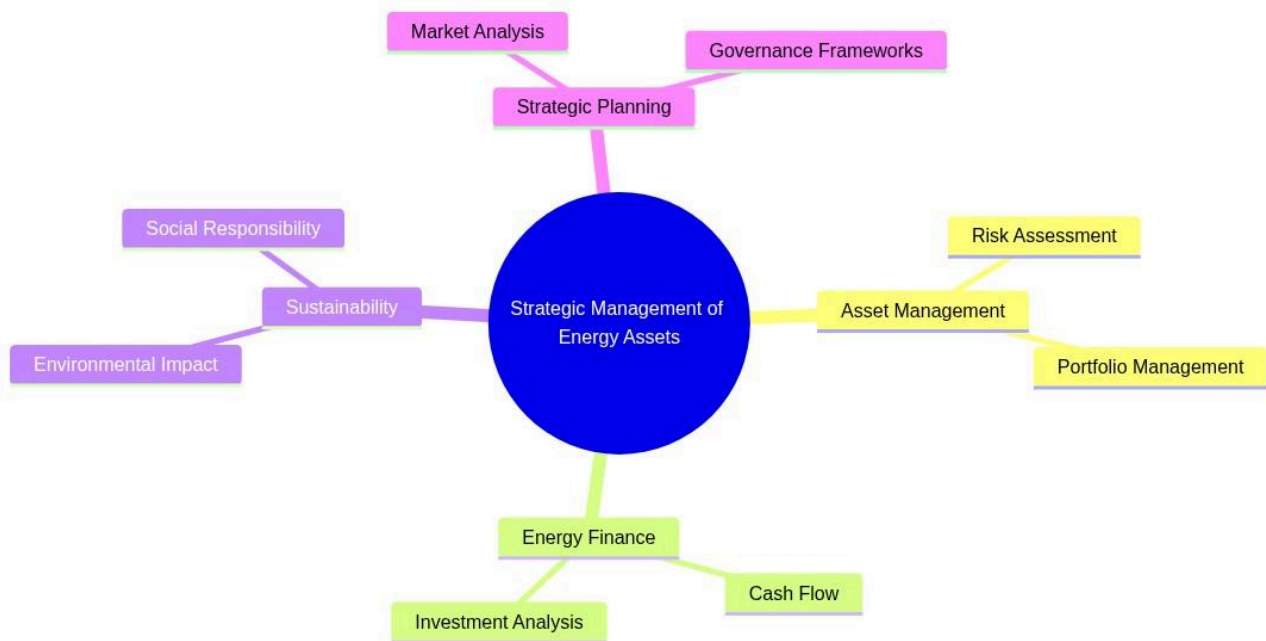 Market Analysis
Governance Frameworks
Strategic Planning
Social Responsibility
Risk Assessment
Sustainability
Strategic Management of
Energy Assets
Asset Management
Environmental Impact
Portfolio Management
Energy Finance
Cash Flow
Investment Analysis